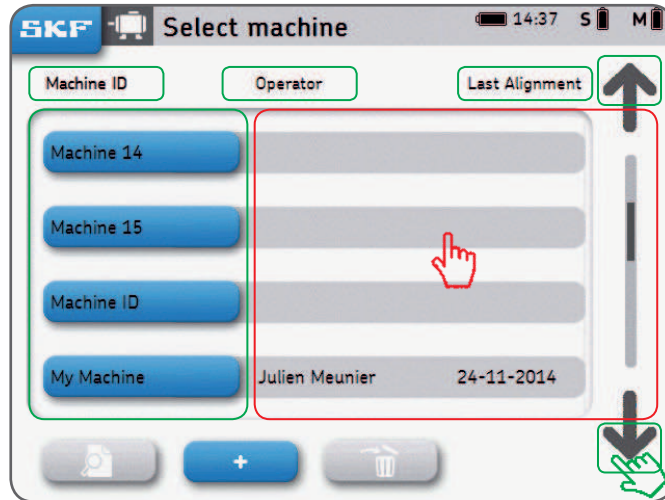 SKF Select machine 14:37 S M
Machine ID Operator Last Alignment
Machine 14
Machine 15
Machine ID
My Machine Julien Meunier 24-11-2014
+